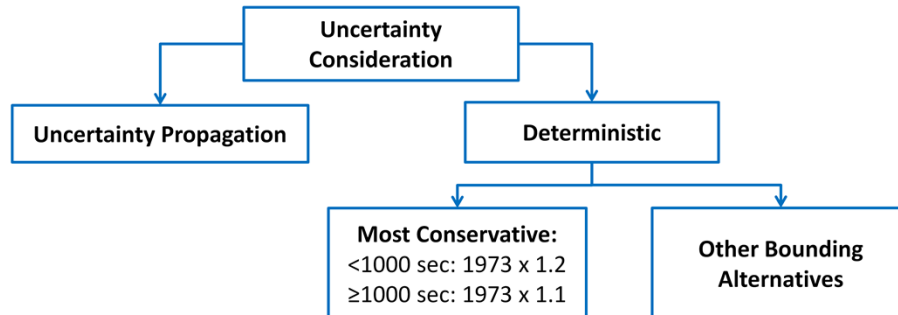 Uncertainty
Consideration
Uncertainty Propagation
Deterministic
Most Conservative:
<1000 sec: 1973 x 1.2
≥1000 sec: 1973 x 1.1
Other Bounding
Alternatives